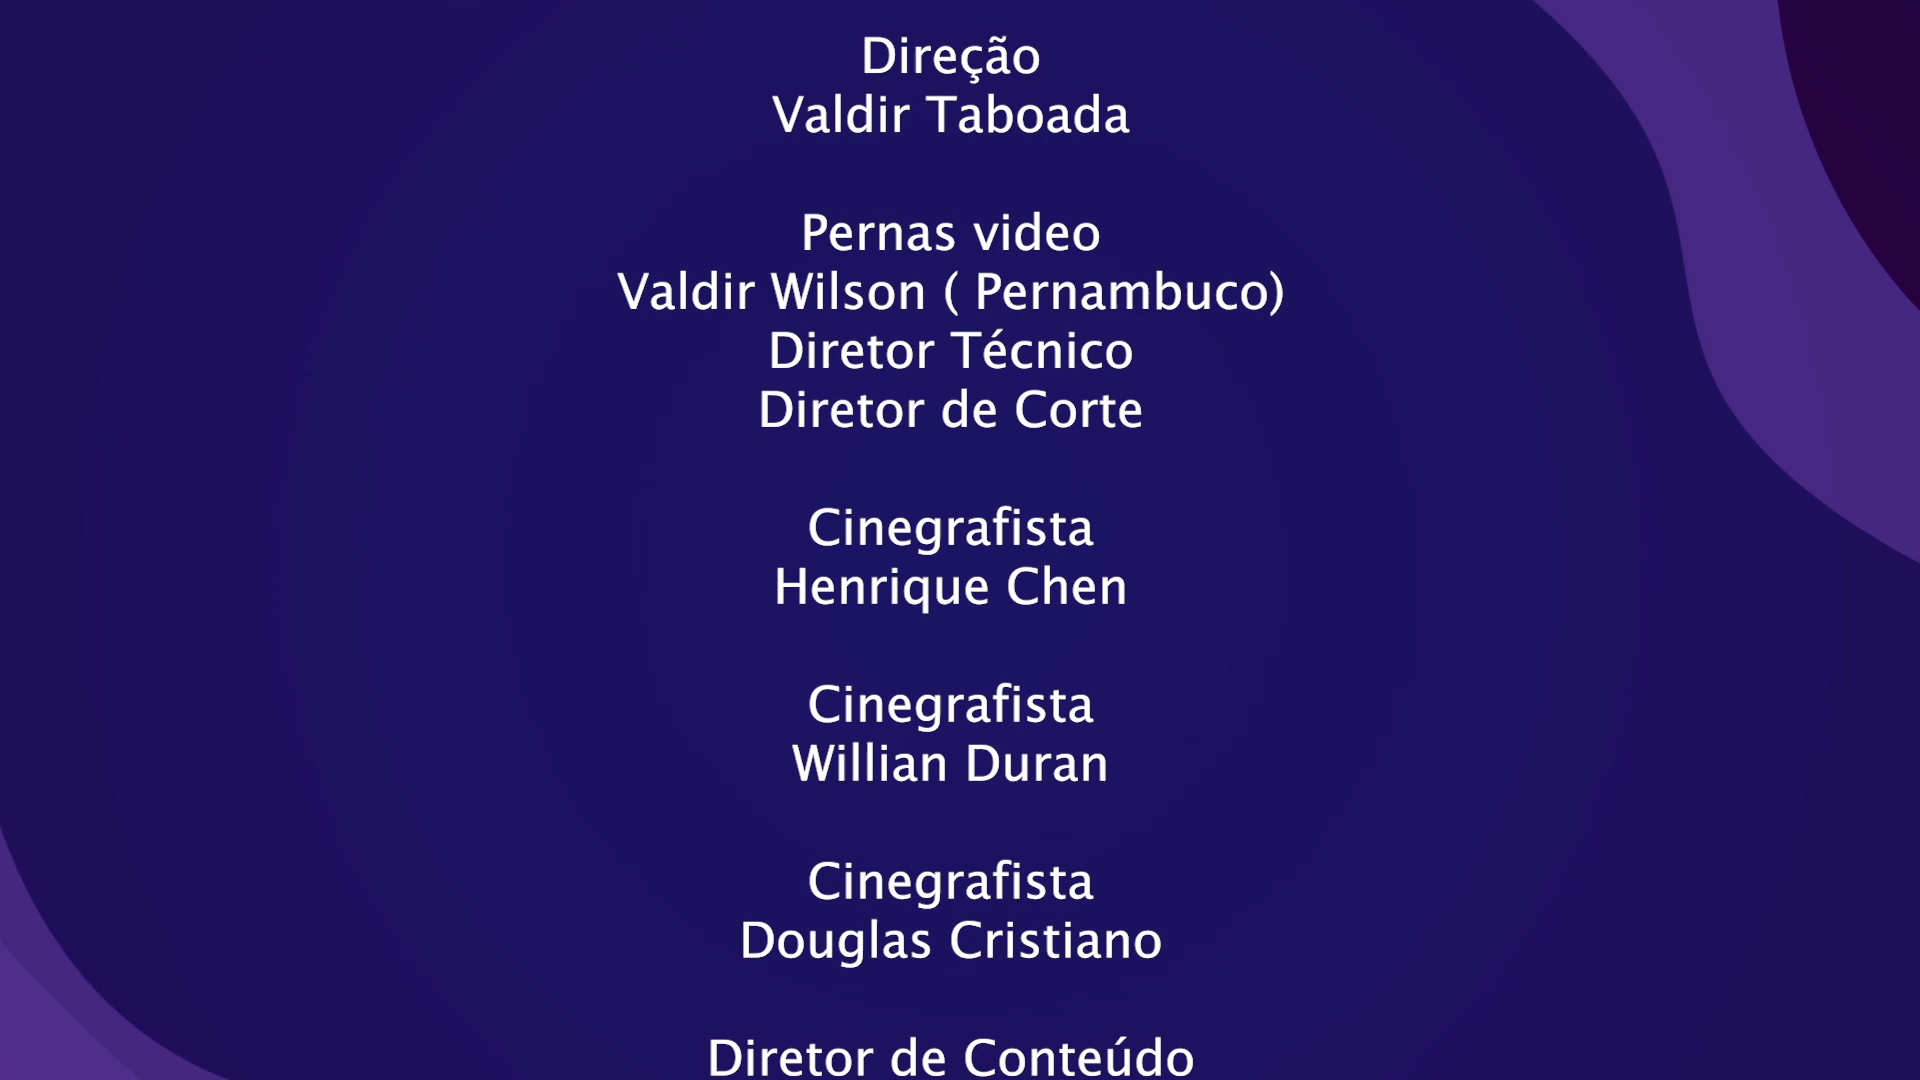 Direção
Valdir Taboada
Pernas video
Valdir Wilson ( Pernambuco)
Diretor Técnico
Diretor de Corte
Cinegrafista
Henrique Chen
Cinegrafista
Willian Duran
Cinegrafista
Douglas Cristiano
Diretor de Conteúdo